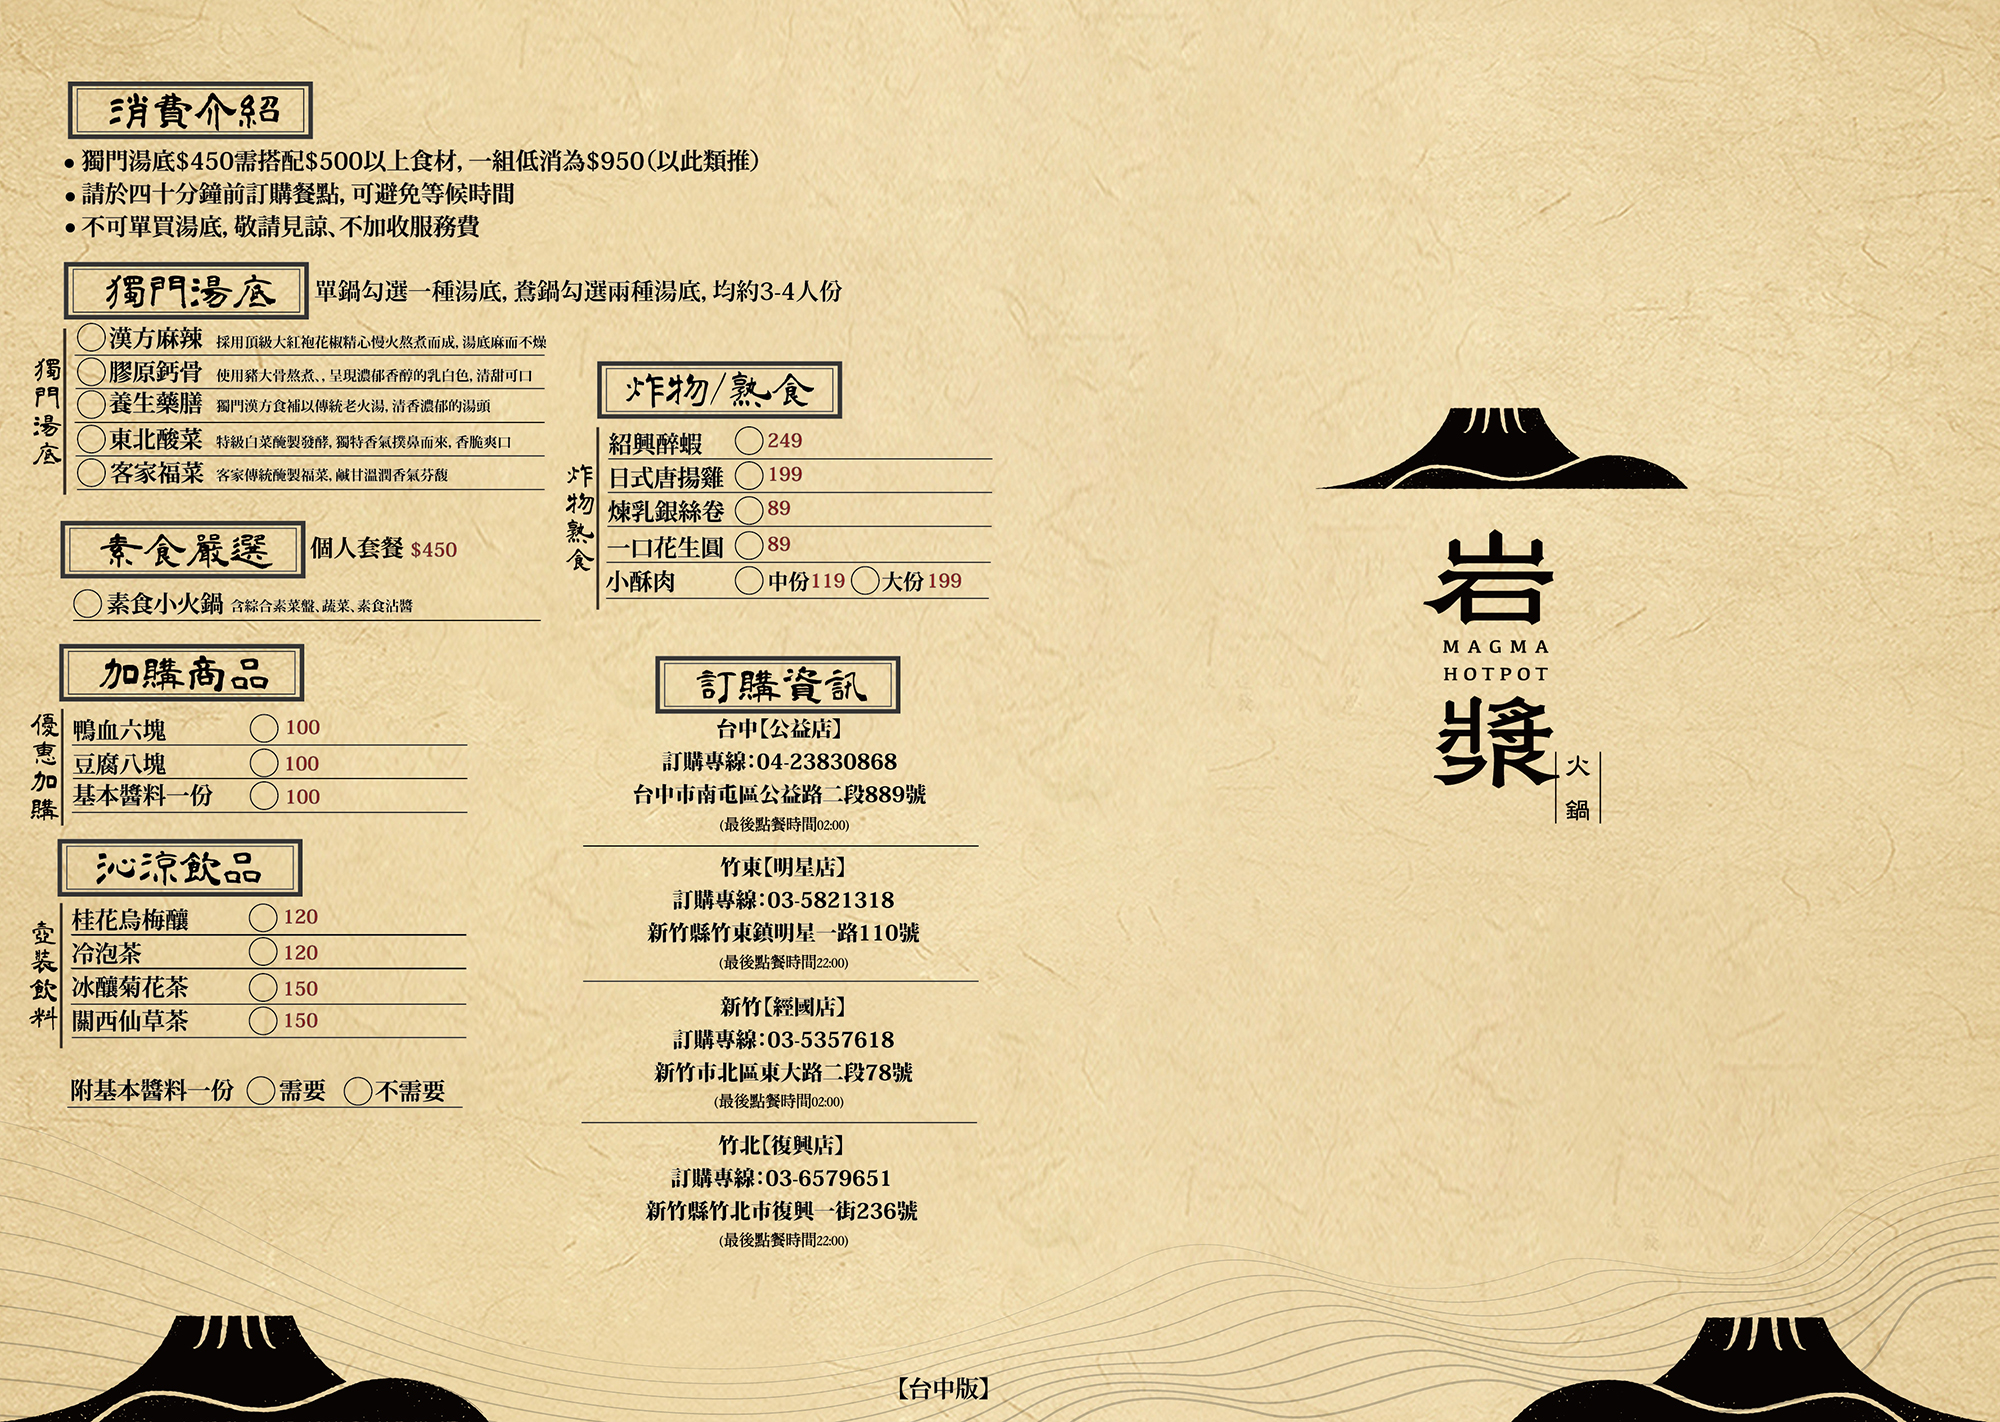 消費介紹
● 獨門湯底$450需搭配$500以上食材, 一組低消為$950(以此類推)
● 請於四十分鐘前訂購餐點, 可避免等候時間
● 不可單買湯底, 敬請見諒、不加收服務費
獨門湯底 單鍋勾選一種湯底, 鴦鍋勾選兩種湯底, 均約3-4人份
獨門湯底
漢方麻辣 採用頂級大紅袍花椒精心慢火熬煮而成, 湯底麻而不燥
膠原鈣骨 使用豬大骨熬煮、, 呈現濃郁香醇的乳白色, 清甜可口
養生藥膳 獨門漢方食補以傳統老火湯, 清香濃郁的湯頭
東北酸菜 特級白菜醃製發酵, 獨特香氣撲鼻而來, 香脆爽口
客家福菜 客家傳統醃製福菜, 鹹甘溫潤香氣芬馥
素食嚴選 個人套餐 $450
素食小火鍋 含綜合素菜盤、蔬菜、素食沾醬
加購商品
優惠加購
鴨血六塊 100
豆腐八塊 100
基本醬料一份 100
沁涼飲品
壺裝飲料
桂花烏梅釀 120
冷泡茶 120
冰釀菊花茶 150
關西仙草茶 150
附基本醬料一份 需要 不需要
炸物/熟食
炸物熟食
紹興醉蝦 249
日式唐揚雞 199
煉乳銀絲卷 89
一口花生圓 89
小酥肉 中份119 大份199
訂購資訊
台中【公益店】
訂購專線:04-23830868
台中市南屯區公益路二段889號
(最後點餐時間02:00)
竹東【明星店】
訂購專線:03-5821318
新竹縣竹東鎮明星一路110號
(最後點餐時間22:00)
新竹【經國店】
訂購專線:03-5357618
新竹市北區東大路二段78號
(最後點餐時間02:00)
竹北【復興店】
訂購專線:03-6579651
新竹縣竹北市復興一街236號
(最後點餐時間22:00)
【台中版】
岩
MAGMA
HOTPOT
漿
火鍋